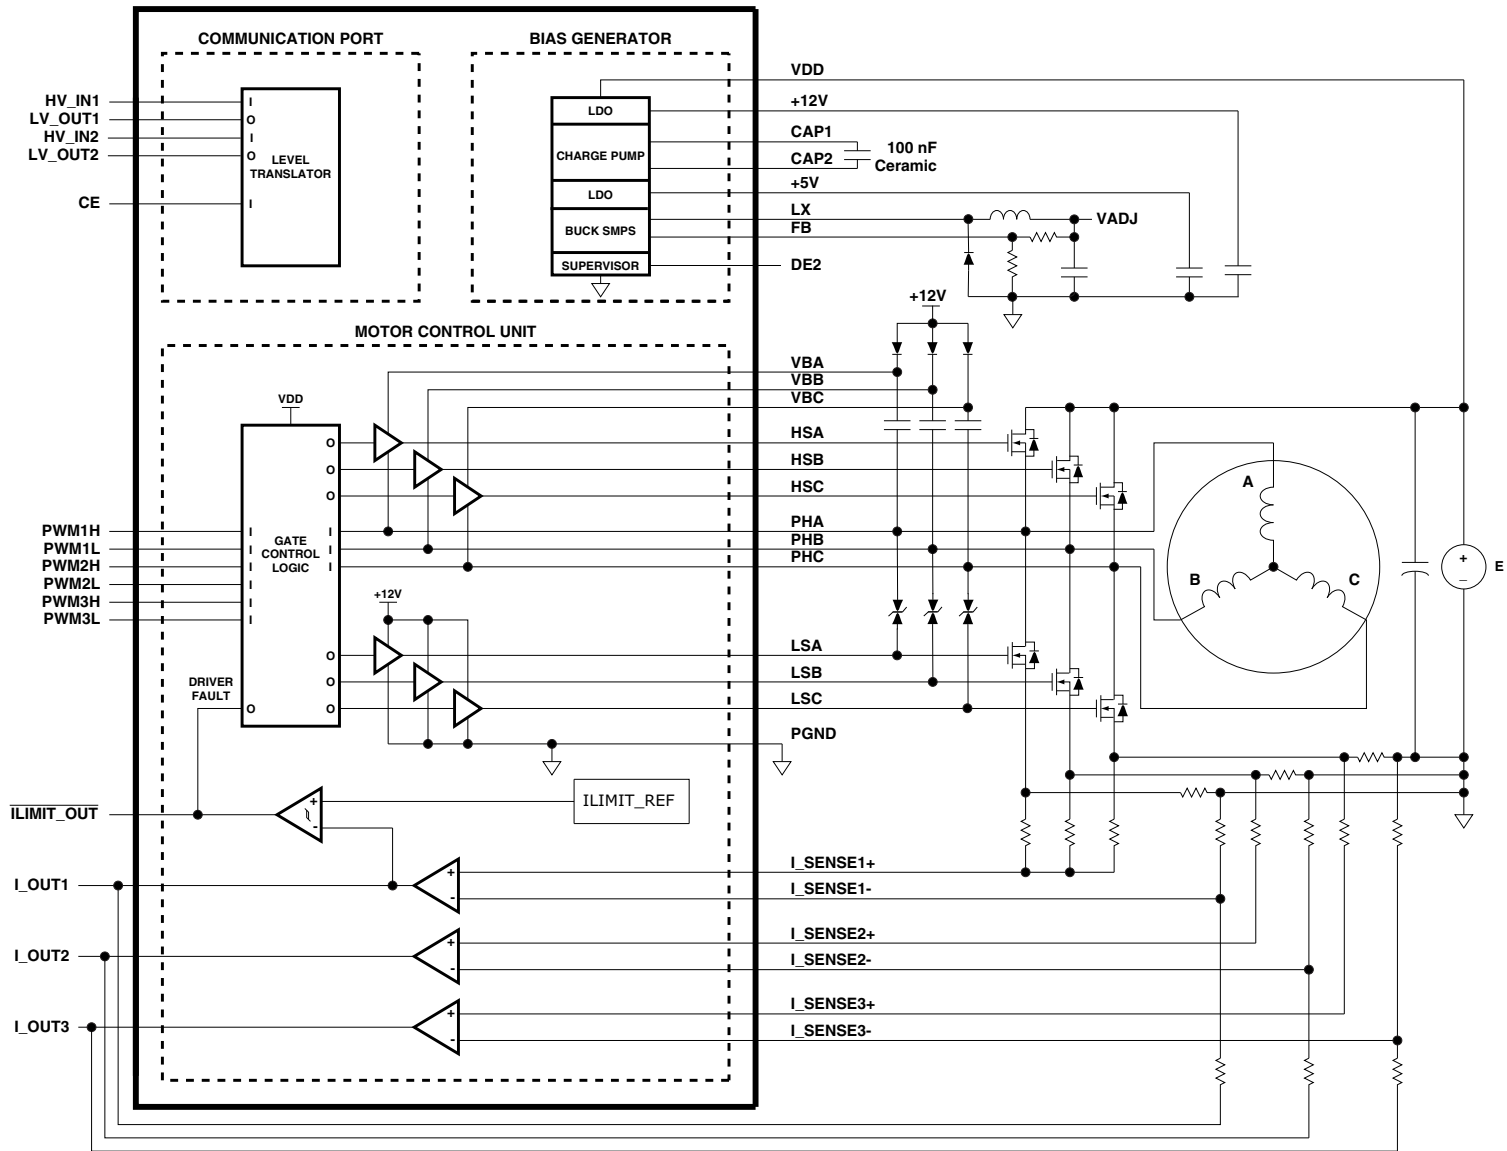 COMMUNICATION PORT
BIAS GENERATOR
HV_IN1
LV_OUT1
HV_IN2
LV_OUT2
CE
I
O
I
O
I
LEVEL
TRANSLATOR
LDO
CHARGE PUMP
LDO
BUCK SMPS
SUPERVISOR
VDD
+12V
CAP1
CAP2
100 nF
Ceramic
+5V
LX
FB
VADJ
DE2
+12V
MOTOR CONTROL UNIT
VDD
VBA
VBB
VBC
HSA
HSB
HSC
PHA
PHB
PHC
PWM1H
PWM1L
PWM2H
PWM2L
PWM3H
PWM3L
I
I
I
I
I
I
GATE
CONTROL
LOGIC
O
O
O
I
I
I
O
O
O
O
+12V
DRIVER
FAULT
LSA
LSB
LSC
PGND
A
B
C
+
–
E
ILIMIT_OUT
+
-
ILIMIT_REF
I_OUT1
+
-
I_SENSE1+
I_SENSE1-
I_OUT2
+
-
I_SENSE2+
I_SENSE2-
I_OUT3
+
-
I_SENSE3+
I_SENSE3-